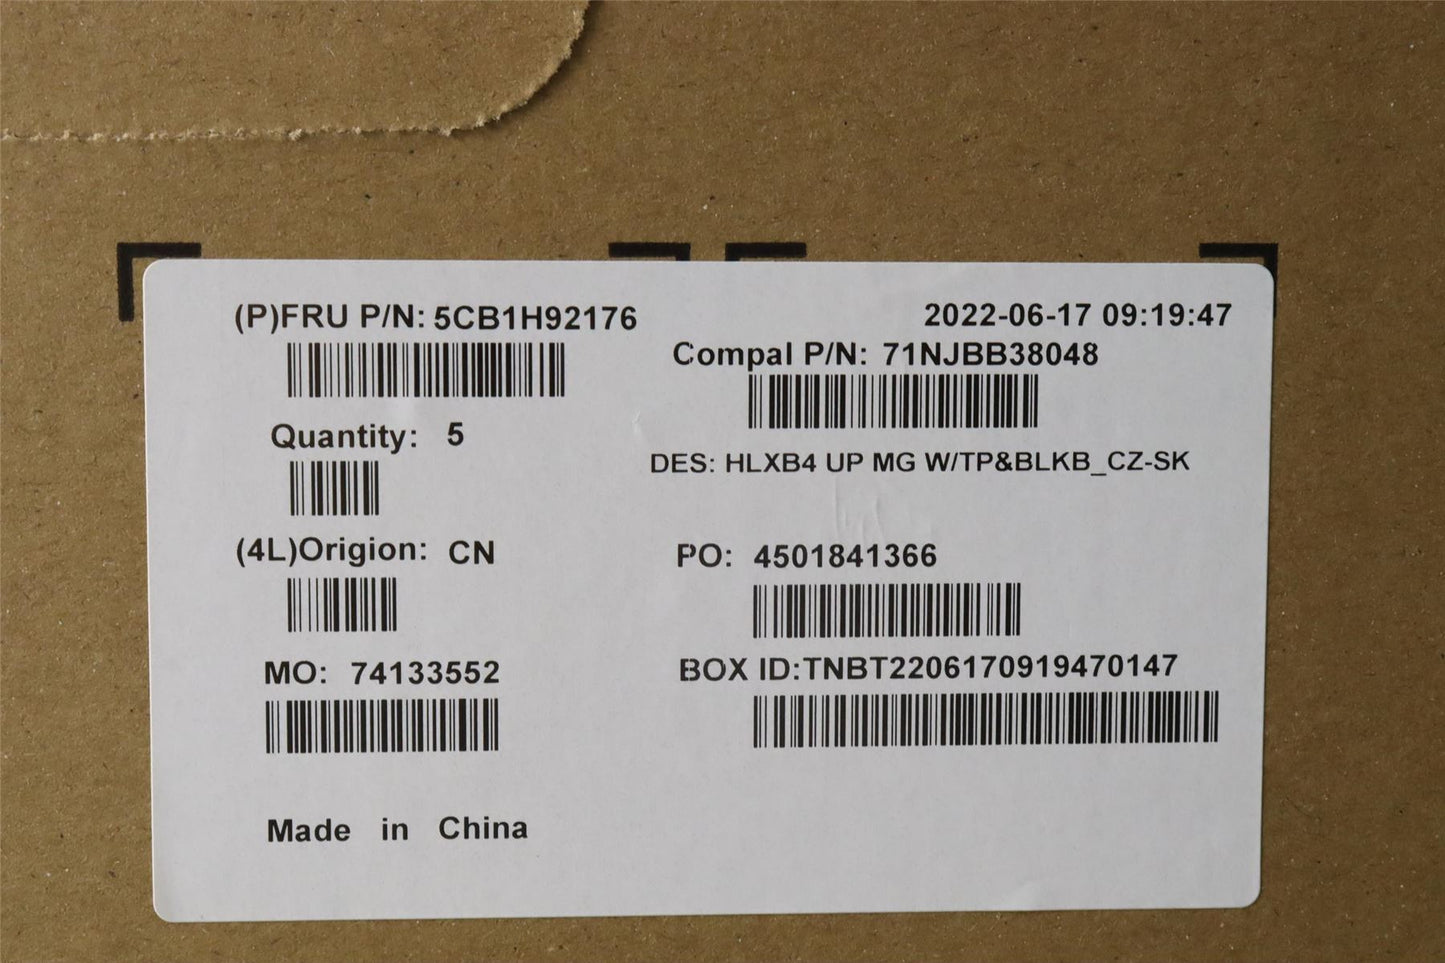 (P)FRU P/N: 5CB1H92176
2022-06-17 09:19:47
Compal P/N: 71NJBB38048
Quantity: 5
DES: HLXB4 UP MG W/TP&BLKB_CZ-SK
(4L)Origion: CN
PO: 4501841366
MO: 74133552
BOX ID:TNBT2206170919470147
Made in China